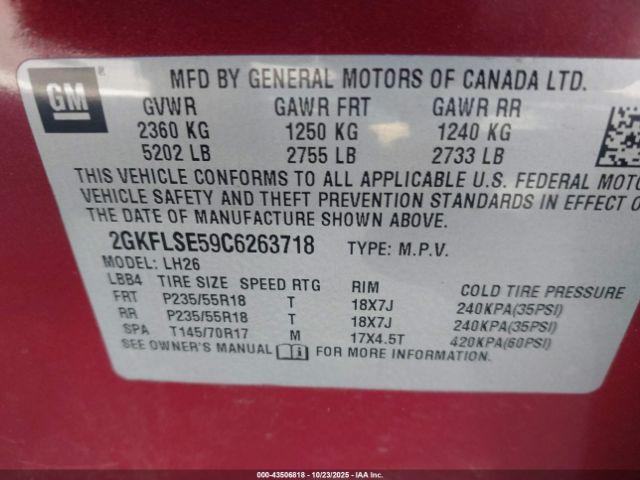 GM ®
MFD BY GENERAL MOTORS OF CANADA LTD.
GVWR GAWR FRT GAWR RR
2360 KG 1250 KG 1240 KG
5202 LB 2755 LB 2733 LB
THIS VEHICLE CONFORMS TO ALL APPLICABLE U.S. FEDERAL MOTO
VEHICLE SAFETY AND THEFT PREVENTION STANDARDS IN EFFECT O
THE DATE OF MANUFACTURE SHOWN ABOVE.
2GKFLSE59C6263718 TYPE: M.P.V.
MODEL: LH26
LBB4 TIRE SIZE SPEED RTG RIM COLD TIRE PRESSURE
FRT P235/55R18 T 18X7J 240KPA(35PSI)
RR P235/55R18 T 18X7J 240KPA(35PSI)
SPA T145/70R17 M 17X4.5T 420KPA(60PSI)
SEE OWNER'S MANUAL i FOR MORE INFORMATION.
000-43506818 - 10/23/2025 - IAA Inc.